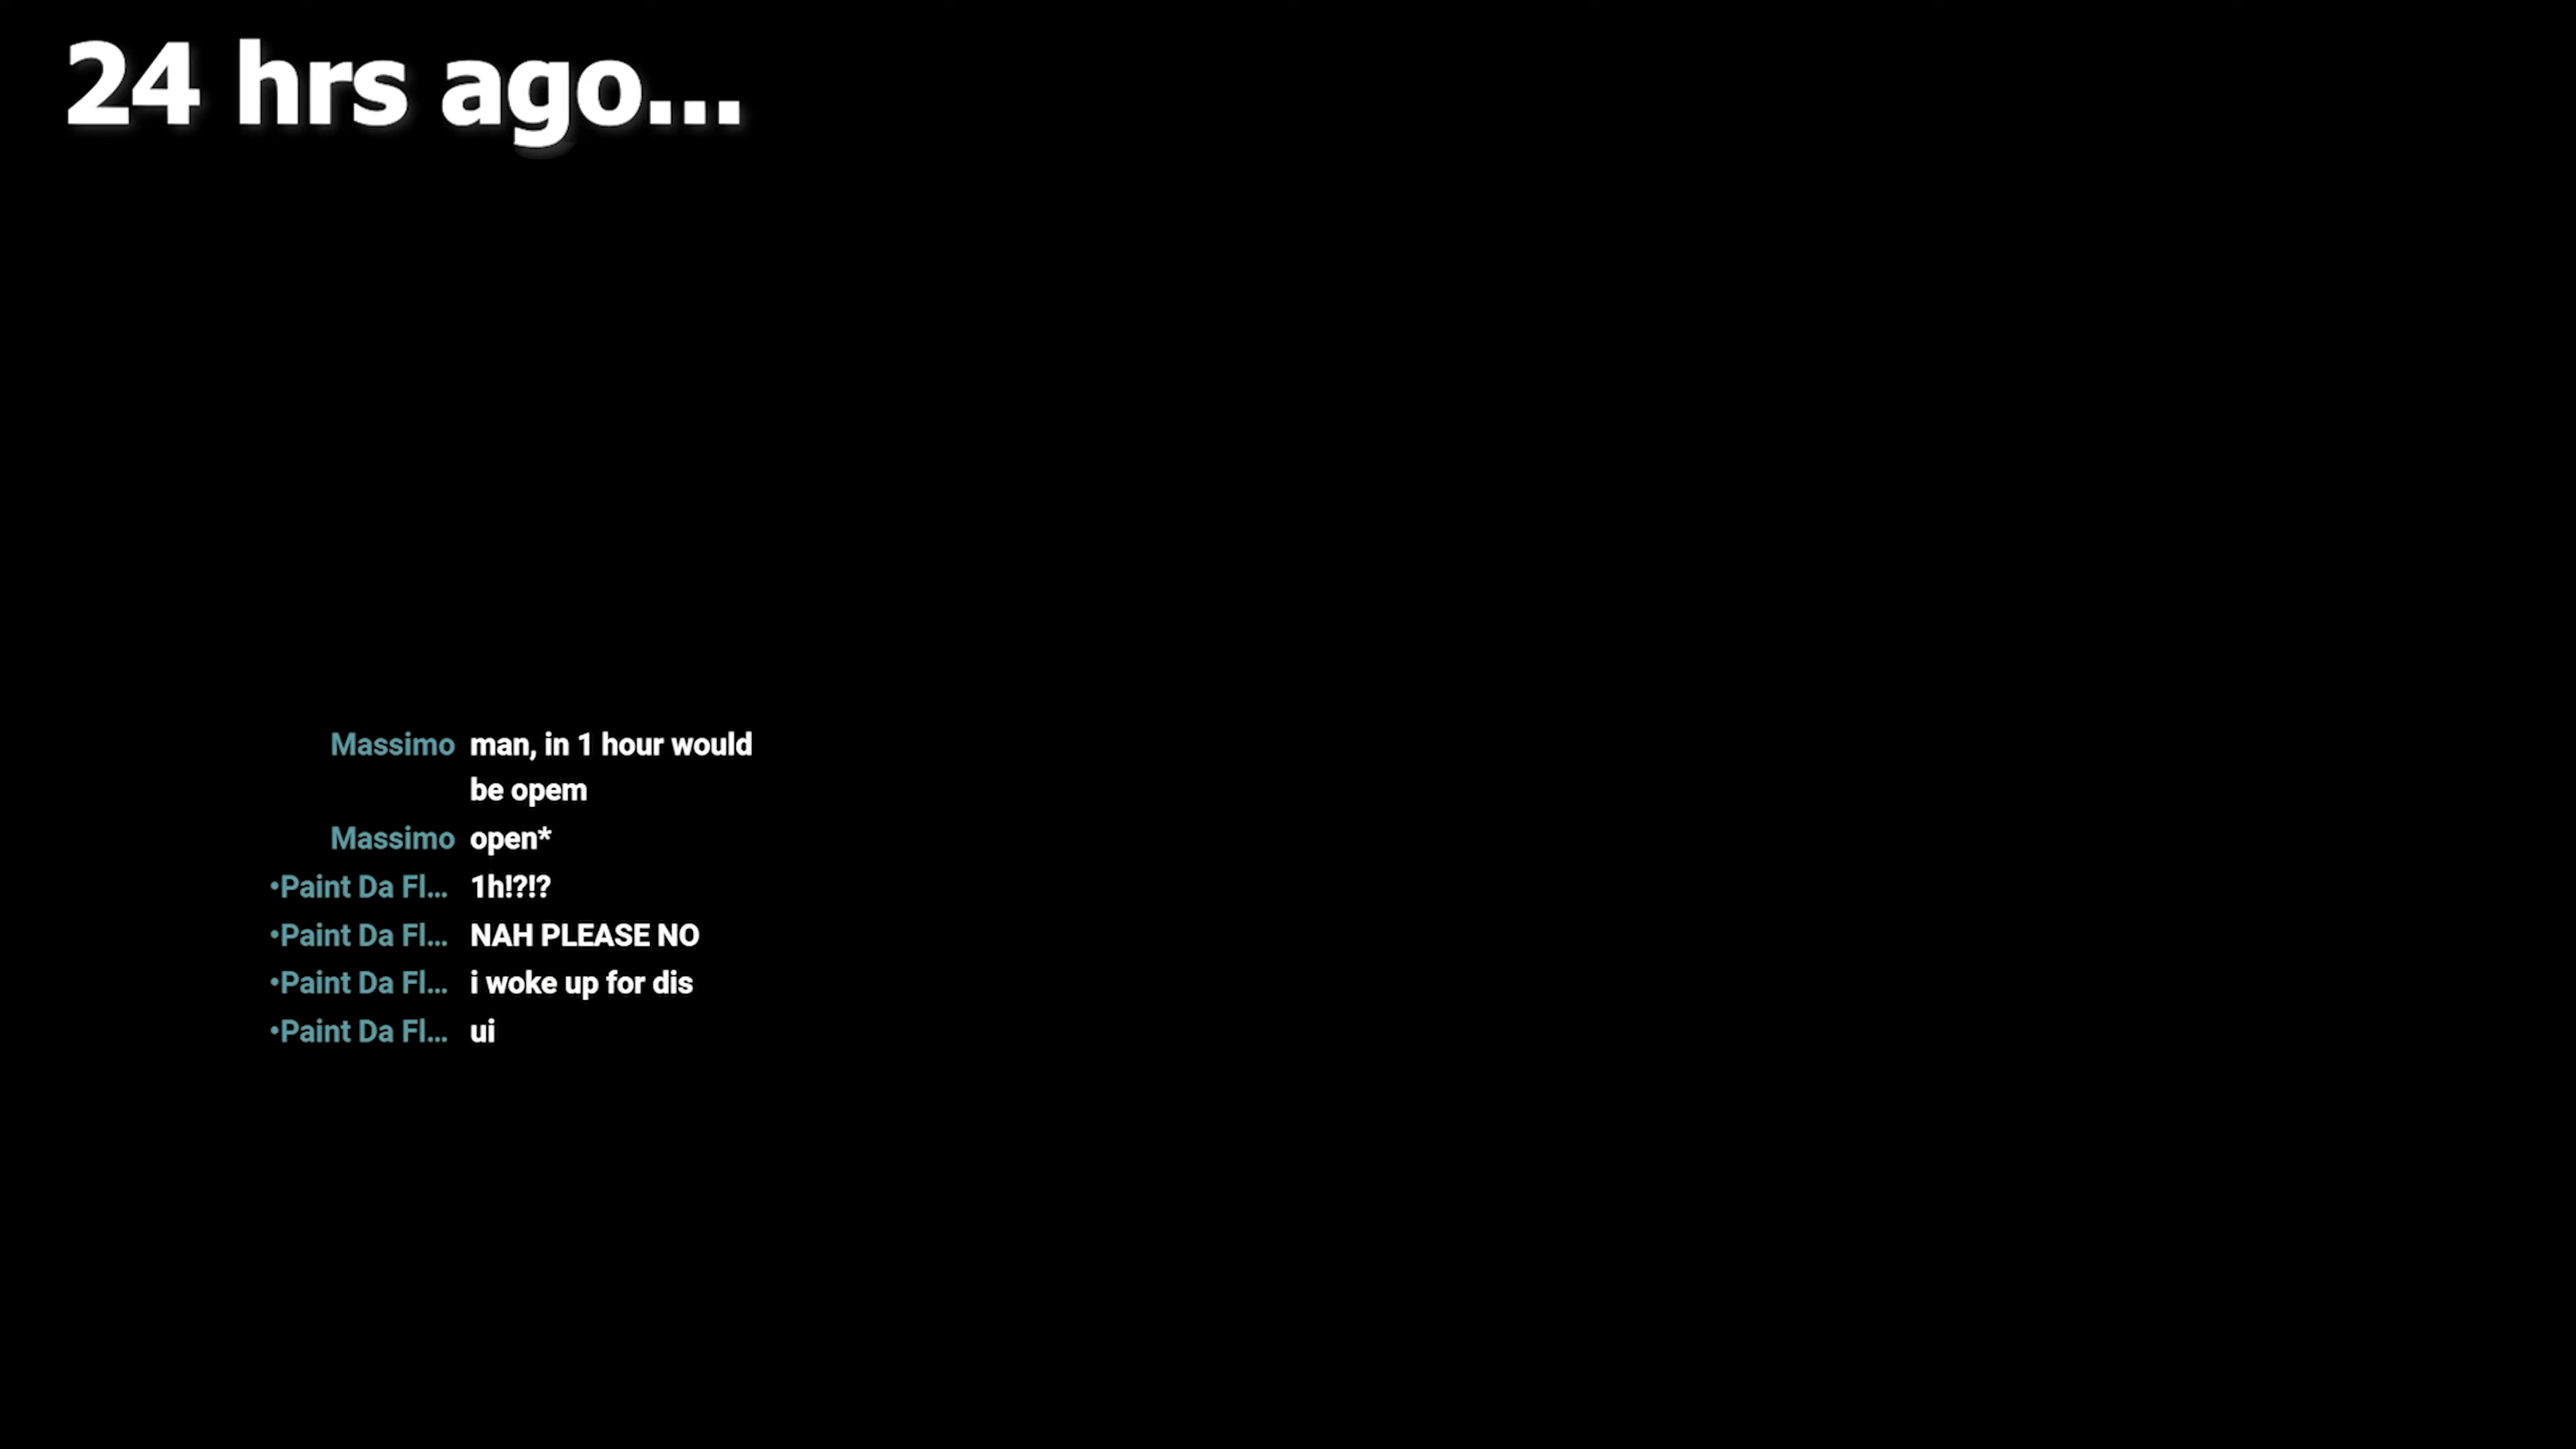 24 hrs ago...
Massimo man, in 1 hour would
be opem
Massimo open*
•Paint Da Fl... 1h!?!?
•Paint Da Fl... NAH PLEASE NO
•Paint Da Fl... i woke up for dis
•Paint Da Fl... ui